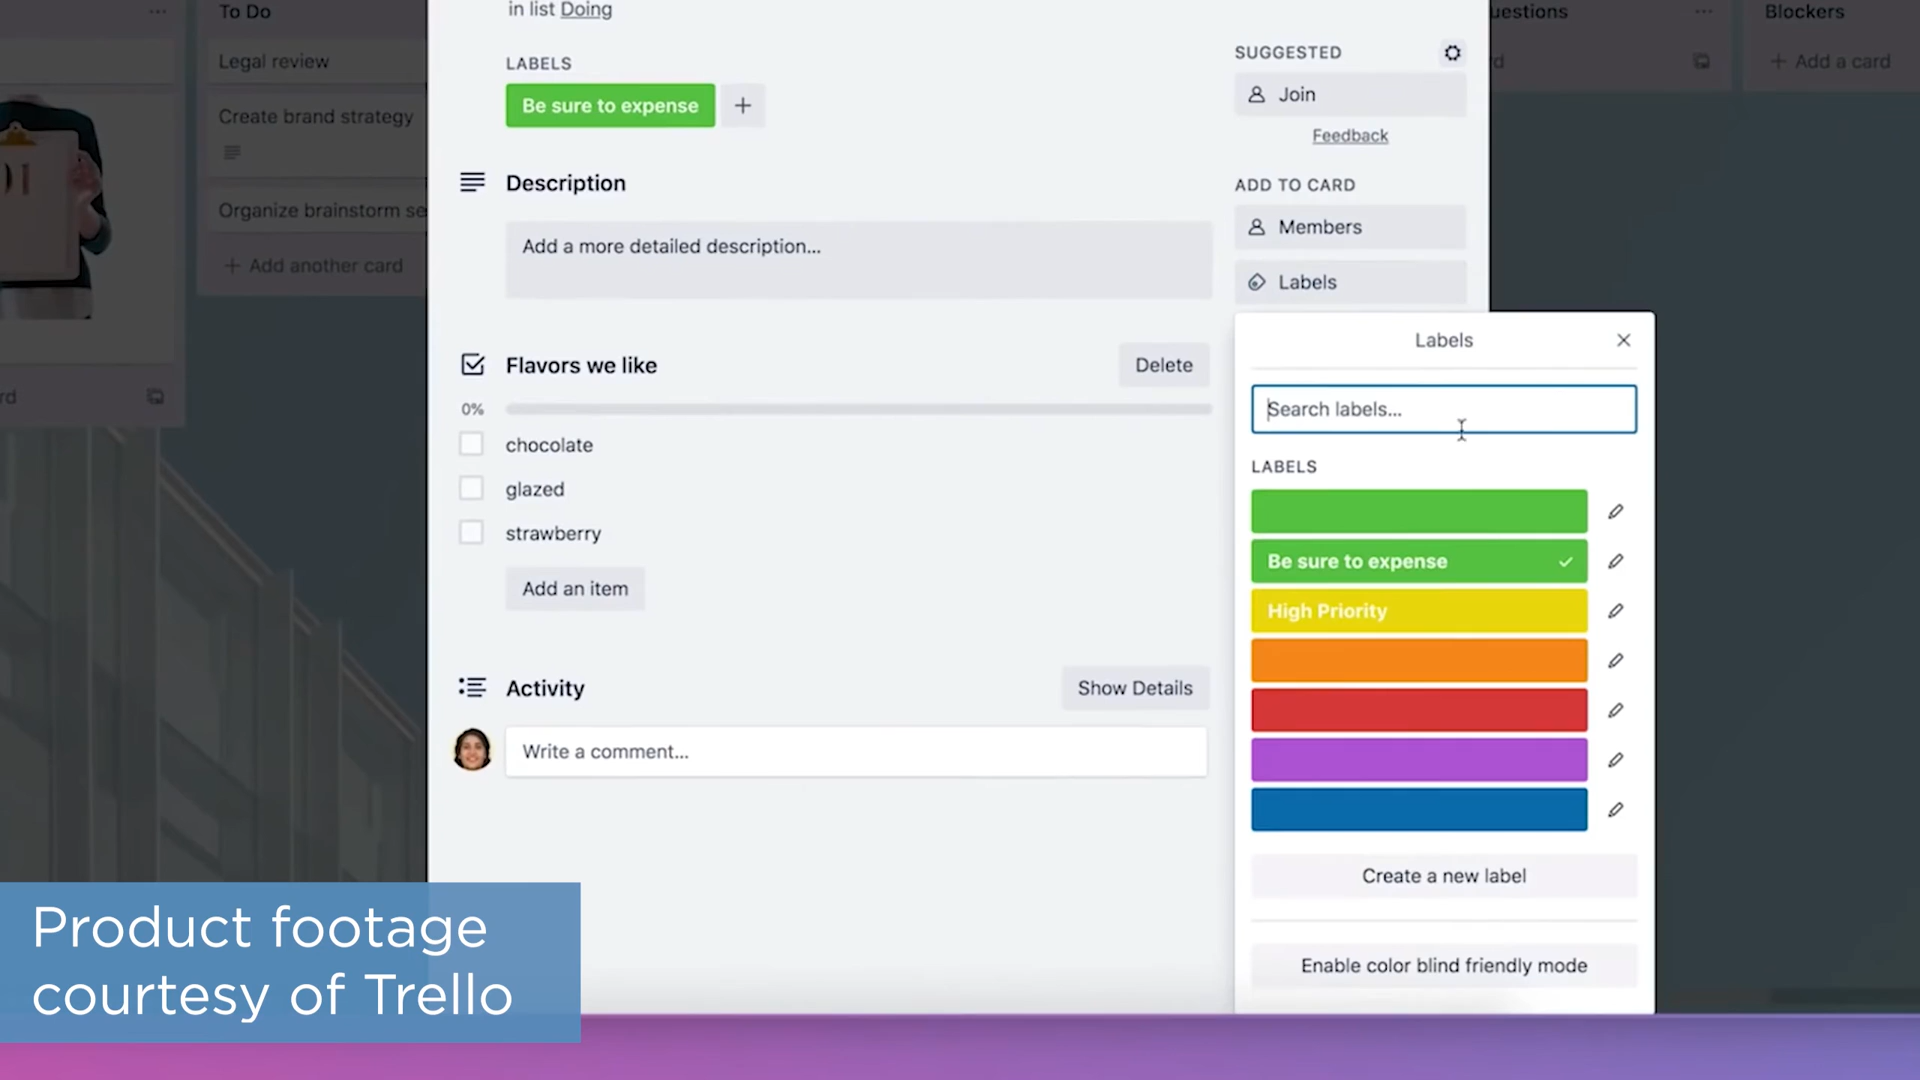 To Do
Legal review
Create brand strategy
Organize brainstorm se
+ Add another card
rd
in list Doing
LABELS
Be sure to expense
+
Description
Add a more detailed description...
Flavors we like
Delete
0%
chocolate
glazed
strawberry
Add an item
Activity
Show Details
Write a comment...
SUGGESTED
Join
Feedback
ADD TO CARD
Members
Labels
Labels
Search labels...
LABELS
Be sure to expense
High Priority
Create a new label
Enable color blind friendly mode
uestions
rd
Blockers
+ Add a card
Product footage
courtesy of Trello